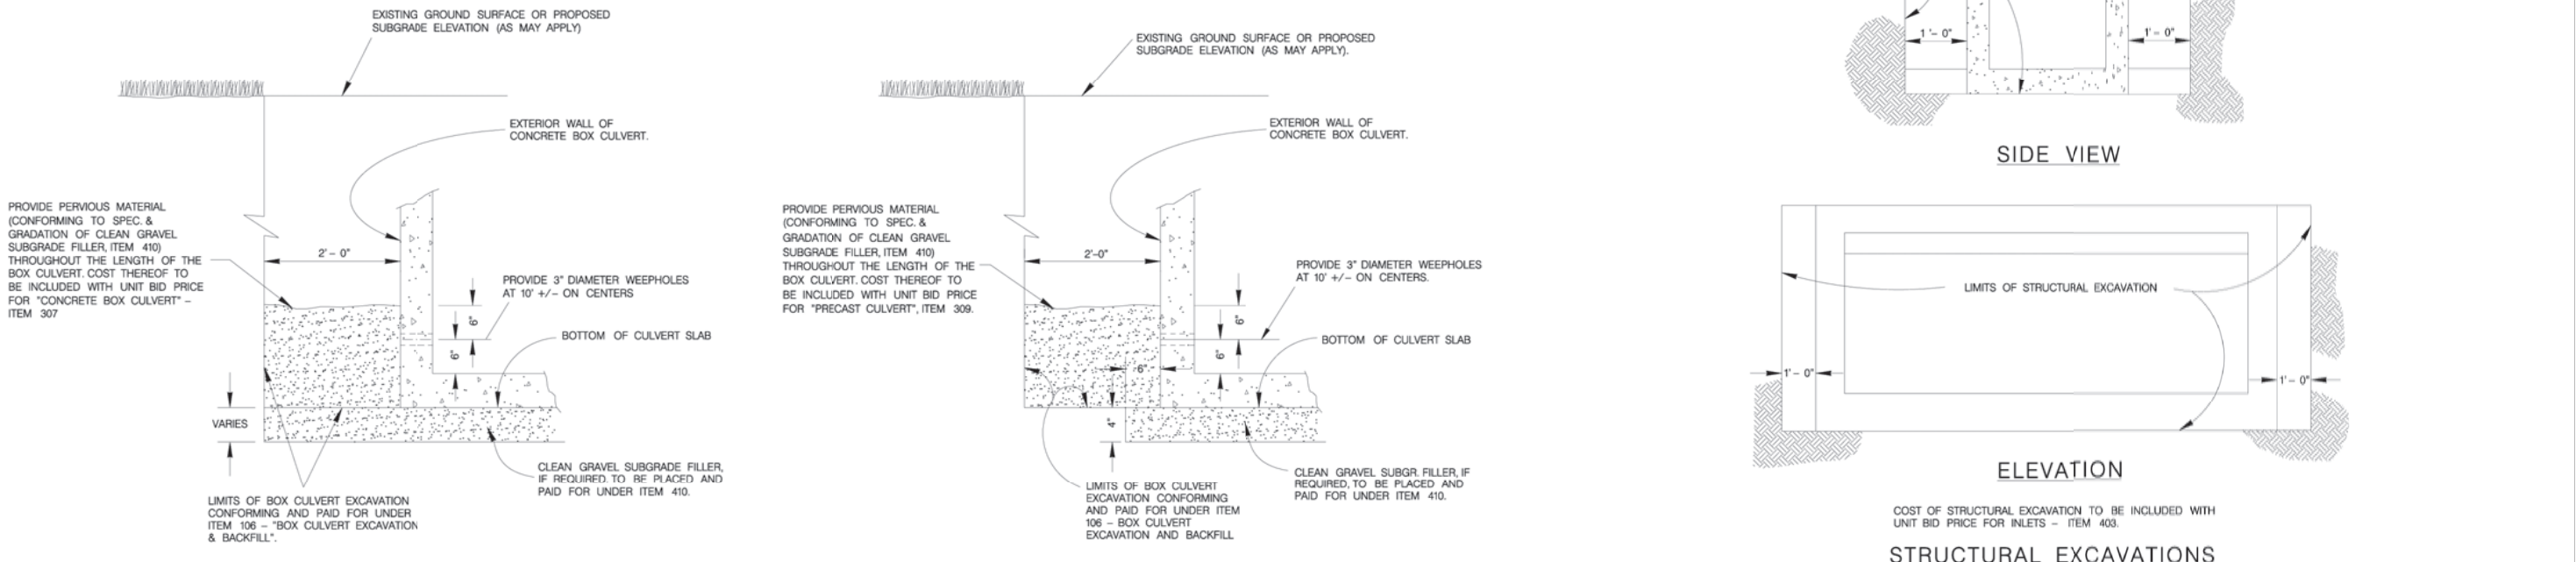 EXISTING GROUND SURFACE OR PROPOSED
SUBGRADE ELEVATION (AS MAY APPLY)
EXTERIOR WALL OF
CONCRETE BOX CULVERT.
PROVIDE PERVIOUS MATERIAL
(CONFORMING TO SPEC. &
GRADATION OF CLEAN GRAVEL
SUBGRADE FILLER, ITEM 410)
THROUGHOUT THE LENGTH OF THE
BOX CULVERT. COST THEREOF TO
BE INCLUDED WITH UNIT BID PRICE
FOR "CONCRETE BOX CULVERT" –
ITEM 307
2' - 0"
PROVIDE 3" DIAMETER WEEPHOLES
AT 10' +/- ON CENTERS
6"
6"
BOTTOM OF CULVERT SLAB
VARIES
CLEAN GRAVEL SUBGRADE FILLER,
IF REQUIRED, TO BE PLACED AND
PAID FOR UNDER ITEM 410.
LIMITS OF BOX CULVERT EXCAVATION
CONFORMING AND PAID FOR UNDER
ITEM 106 – "BOX CULVERT EXCAVATION
& BACKFILL".
EXISTING GROUND SURFACE OR PROPOSED
SUBGRADE ELEVATION (AS MAY APPLY).
EXTERIOR WALL OF
CONCRETE BOX CULVERT.
PROVIDE PERVIOUS MATERIAL
(CONFORMING TO SPEC. &
GRADATION OF CLEAN GRAVEL
SUBGRADE FILLER, ITEM 410)
THROUGHOUT THE LENGTH OF THE
BOX CULVERT. COST THEREOF TO
BE INCLUDED WITH UNIT BID PRICE
FOR "PRECAST CULVERT", ITEM 309.
2'-0"
PROVIDE 3" DIAMETER WEEPHOLES
AT 10' +/- ON CENTERS.
6"
6"
BOTTOM OF CULVERT SLAB
6"
4"
CLEAN GRAVEL SUBGR. FILLER, IF
REQUIRED, TO BE PLACED AND
PAID FOR UNDER ITEM 410.
LIMITS OF BOX CULVERT
EXCAVATION CONFORMING
AND PAID FOR UNDER ITEM
106 – BOX CULVERT
EXCAVATION AND BACKFILL
1'- 0"
1'- 0"
SIDE VIEW
LIMITS OF STRUCTURAL EXCAVATION
1'- 0"
1'- 0"
ELEVATION
COST OF STRUCTURAL EXCAVATION TO BE INCLUDED WITH
UNIT BID PRICE FOR INLETS – ITEM 403.
STRUCTURAL EXCAVATIONS